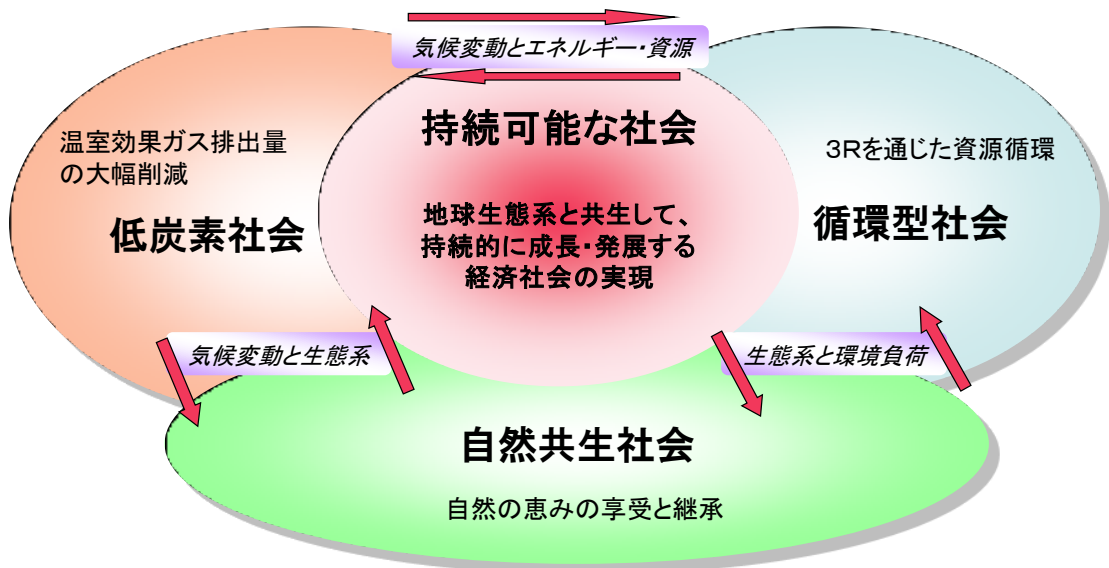 気候変動とエネルギー・資源
持続可能な社会
地球生態系と共生して、
持続的に成長・発展する
経済社会の実現
温室効果ガス排出量
の大幅削減
低炭素社会
3Rを通じた資源循環
循環型社会
気候変動と生態系
生態系と環境負荷
自然共生社会
自然の恵みの享受と継承